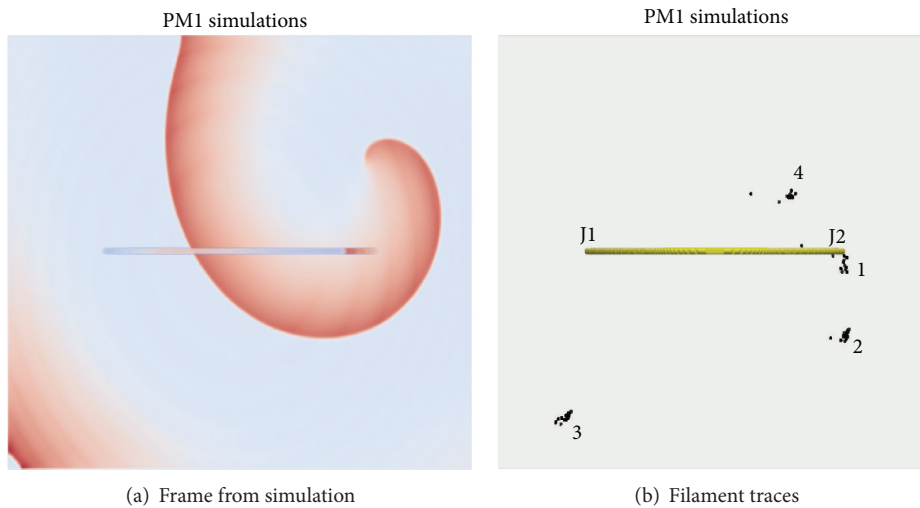 PM1 simulations
(a) Frame from simulation
PM1 simulations
4
J1
J2
1
2
3
(b) Filament traces